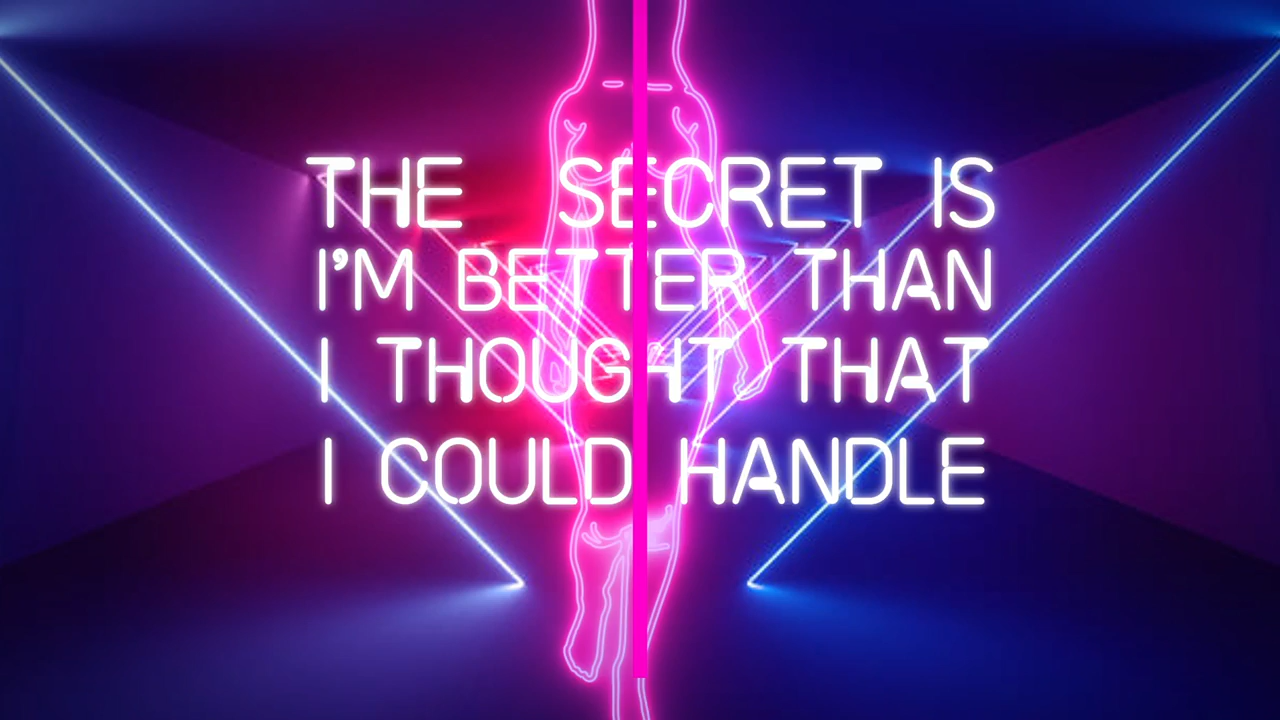 THE SECRET IS
I'M BETTER THAN
I THOUGHT THAT
I COULD HANDLE